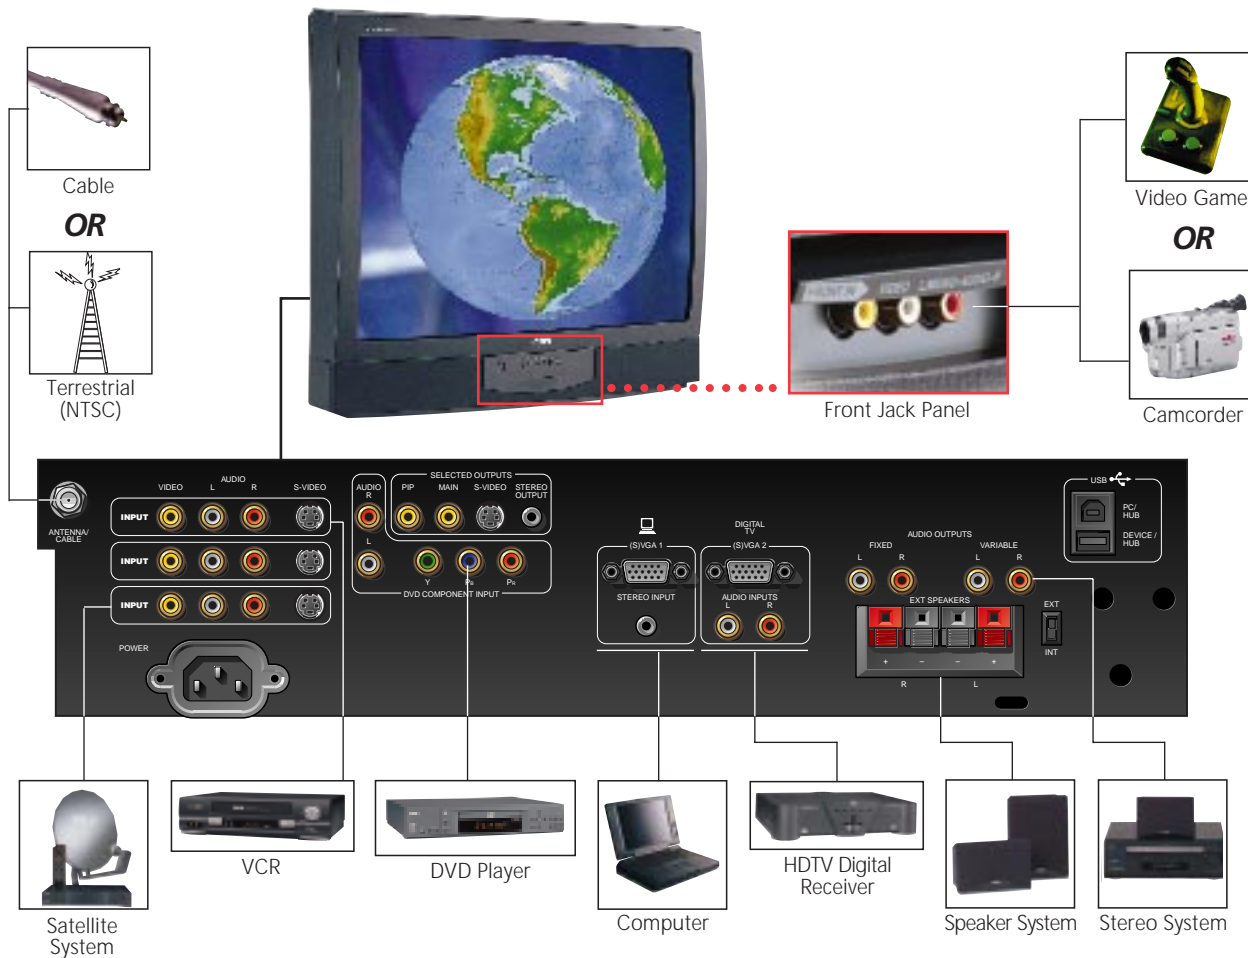 Cable
OR
Terrestrial
(NTSC)
Video Game
OR
Camcorder
VIDEO
Front Jack Panel
ANTENNA/
CABLE
VIDEO
AUDIO
L
R
S-VIDEO
INPUT
INPUT
INPUT
POWER
AUDIO
R
L
SELECTED OUTPUTS
PIP
MAIN
S-VIDEO
STEREO
OUTPUT
Y
PB
PR
DVD COMPONENT INPUT
(S)VGA 1
STEREO INPUT
DIGITAL
TV
(S)VGA 2
AUDIO INPUTS
L
R
AUDIO OUTPUTS
FIXED
VARIABLE
L
R
L
R
EXT SPEAKERS
+
–
–
+
R
L
EXT
INT
USB
PC/
HUB
DEVICE /
HUB
Satellite
System
VCR
DVD Player
Computer
HDTV Digital
Receiver
Speaker System
Stereo System